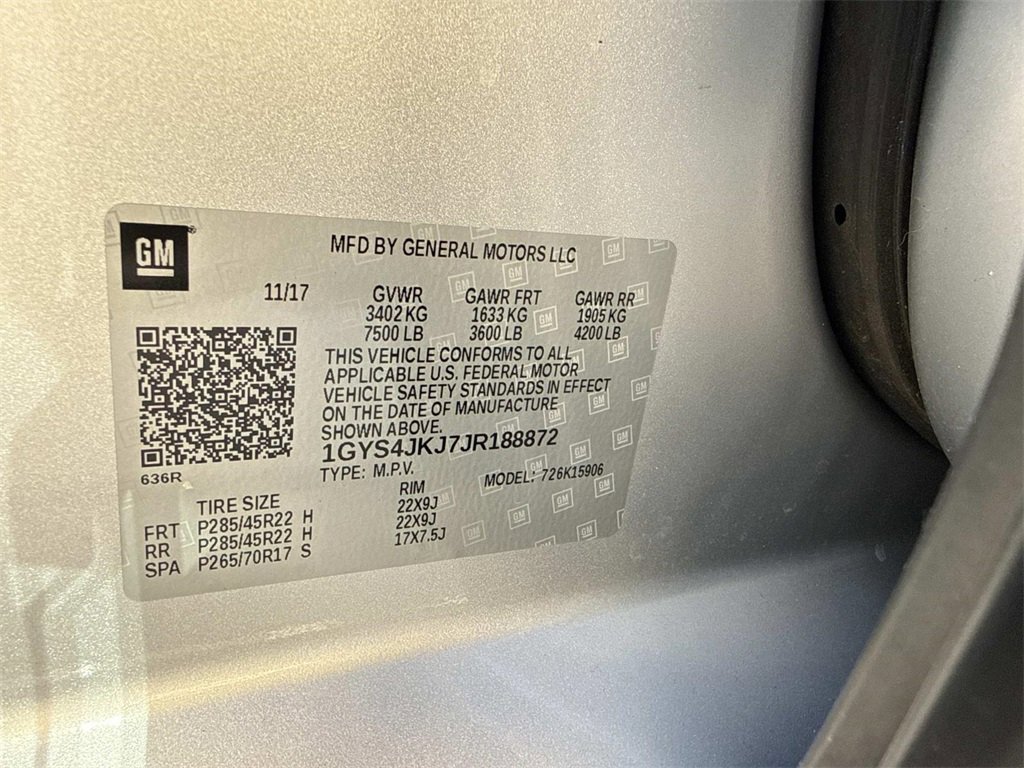 GM
MFD BY GENERAL MOTORS LLC
11/17 GVWR GAWR FRT GAWR RR
3402 KG 1633 KG 1905 KG
7500 LB 3600 LB 4200 LB
THIS VEHICLE CONFORMS TO ALL
APPLICABLE U.S. FEDERAL MOTOR
VEHICLE SAFETY STANDARDS IN EFFECT
ON THE DATE OF MANUFACTURE
SHOWN ABOVE.
1GYS4JKJ7JR188872
636R
TYPE: M.P.V. MODEL: 726K15906
TIRE SIZE RIM
FRT P285/45R22 H 22X9J
RR P285/45R22 H 22X9J
SPA P265/70R17 S 17X7.5J